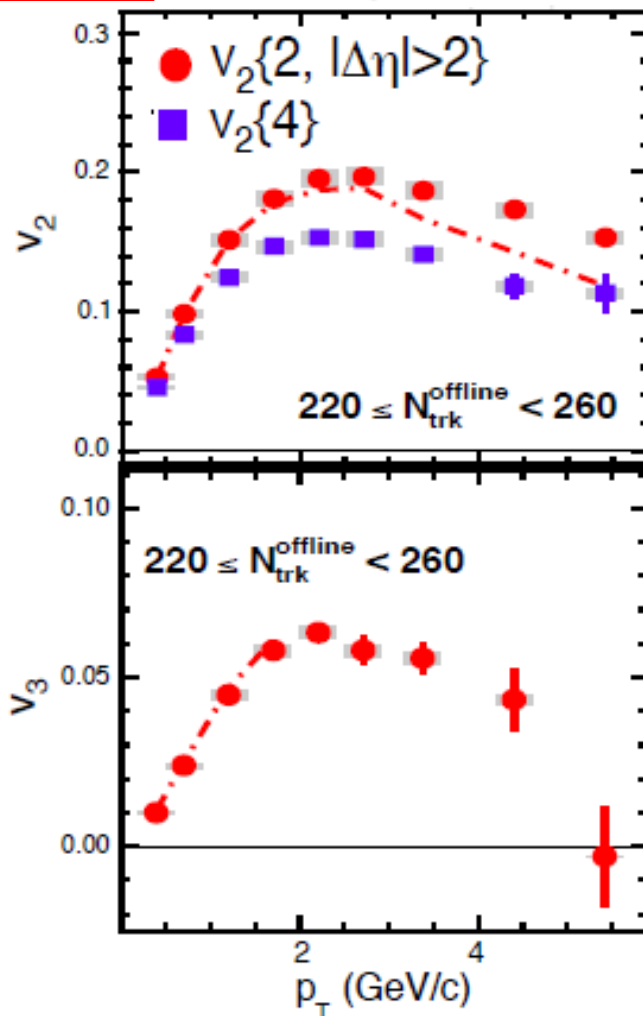 0.3
V₂{2, |Δη|>2}
V₂{4}
0.2
v₂
0.1
220 ≤ N_trk^offline < 260
0.0
0.10
220 ≤ N_trk^offline < 260
0.05
v₃
0.00
2 4
p_T (GeV/c)